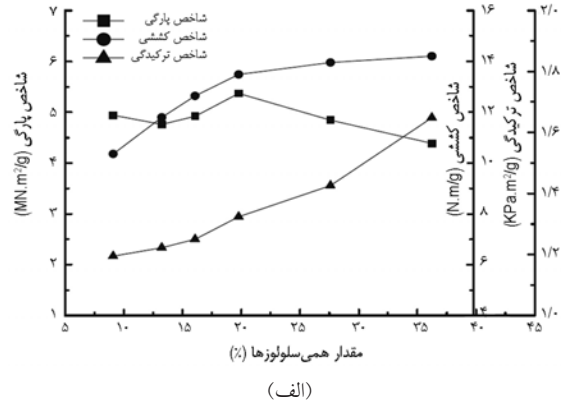 شاخص پارگی
شاخص کششی
شاخص ترکیدگی
شاخص پارگی (MN.m²/g)
۷
۶
۵
۴
۳
۲
۱
شاخص کششی (N.m/g)
۱۶
۱۴
۱۲
۱۰
۸
۶
۴
شاخص ترکیدگی (KPa.m²/g)
۲/۰
۱/۸
۱/۶
۱/۴
۱/۲
۱/۰
۵ ۱۰ ۱۵ ۲۰ ۲۵ ۳۰ ۳۵ ۴۰ ۴۵
مقدار همی‌سلولوزها (٪)
(الف)